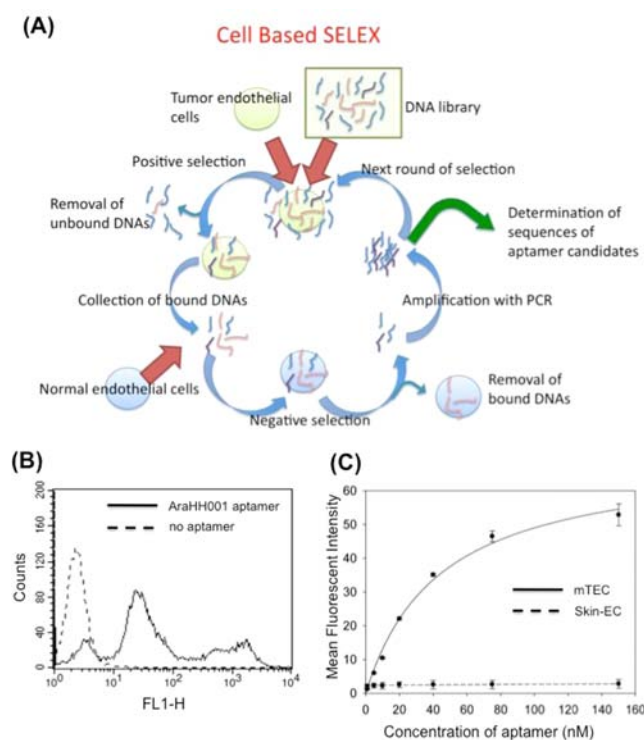 (A)
Cell Based SELEX
Tumor endothelial
cells
DNA library
Positive selection
Next round of selection
Removal of
unbound DNAs
Determination of
sequences of
aptamer candidates
Collection of bound DNAs
Amplification with PCR
Normal endothelial cells
Negative selection
Removal of
bound DNAs
(B)
200
160
120
80
40
0
Counts
AraHH001 aptamer
no aptamer
10⁰
10¹
10²
10³
10⁴
FL1-H
(C)
60
50
40
30
20
10
0
Mean Fluorescent Intensity
mTEC
Skin-EC
0
20
40
60
80
100
120
140
160
Concentration of aptamer (nM)